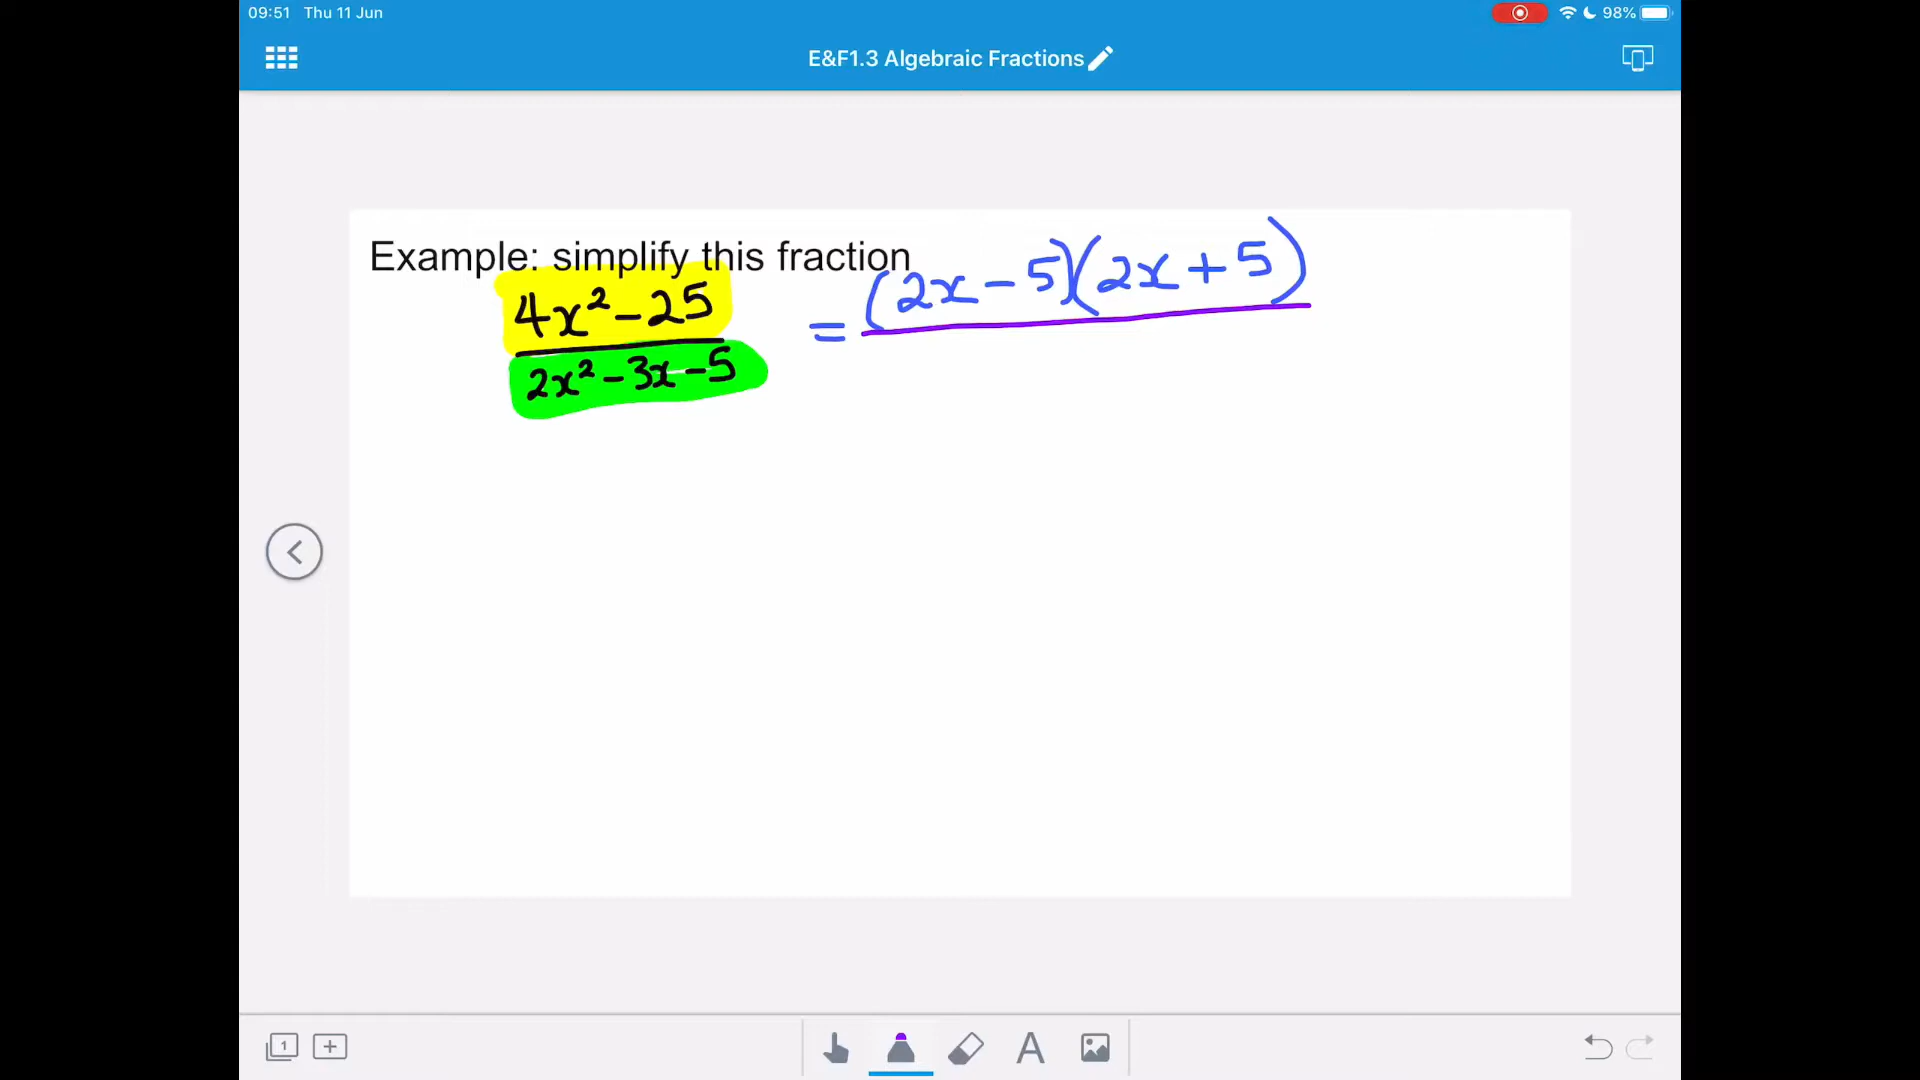 09:51 Thu 11 Jun
98%
E&F1.3 Algebraic Fractions
Example: simplify this fraction
4x² - 25
2x² - 3x - 5
= (2x - 5)(2x + 5)
1
A